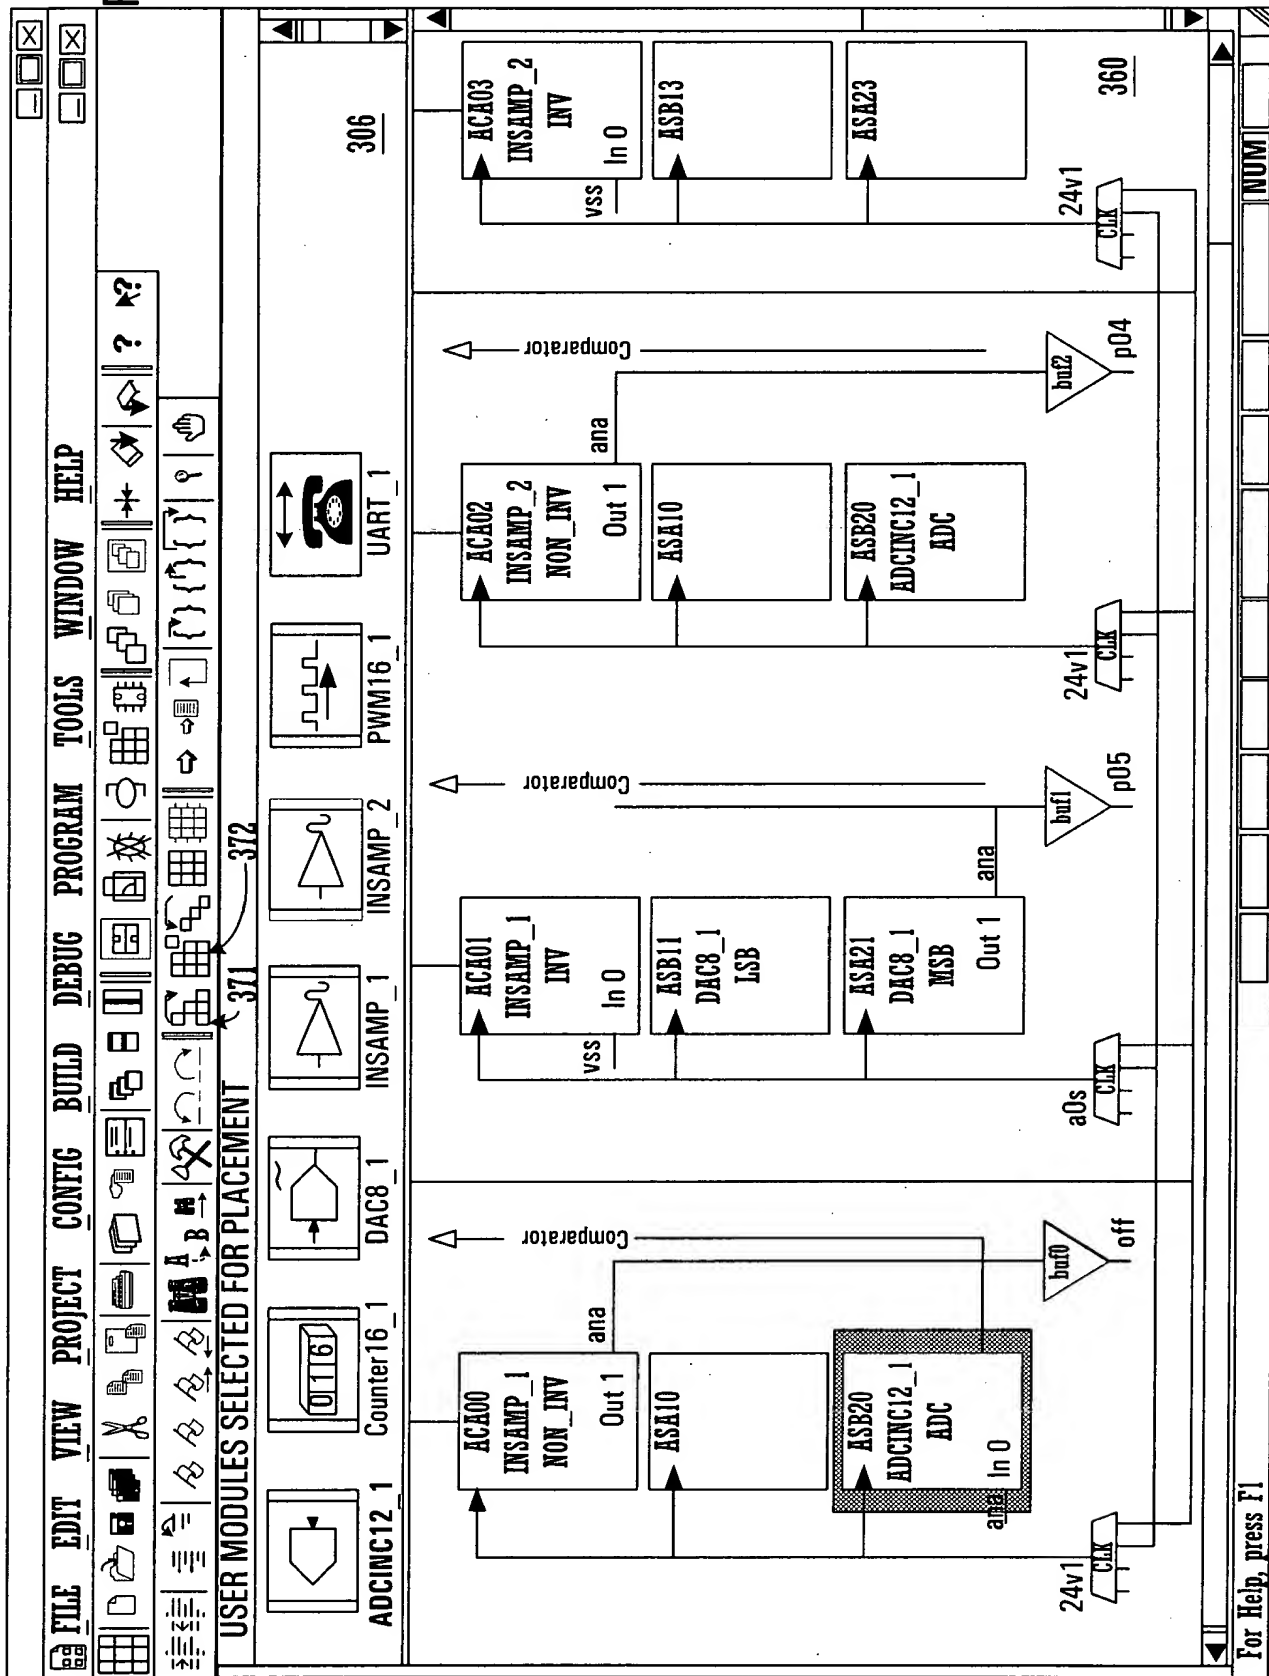 FILE EDIT VIEW PROJECT CONFIG BUILD DEBUG PROGRAM TOOLS WINDOW HELP
A
B
?
?
371
372
USER MODULES SELECTED FOR PLACEMENT
016
ADCINC12_1
Counter16_1
DAC8_1
INSAMP_1
INSAMP_2
PWM16_1
UART_1
306
ACA00
INSAMP_1
NON_INV
Out 1
ana
ASA10
ASB20
ADCINC12_1
ADC
In 0
ana
Comparator
buf0
off
24v1
CLK
ACA01
INSAMP_1
INV
In 0
vss
ASB11
DAC8_1
LSB
ASA21
DAC8_1
MSB
Out 1
ana
Comparator
buf1
p05
a0s
CLK
ACA02
INSAMP_2
NON_INV
Out 1
ana
ASA10
ASB20
ADCINC12_1
ADC
Comparator
buf2
p04
24v1
CLK
ACA03
INSAMP_2
INV
In 0
vss
ASB13
ASA23
24v1
CLK
360
For Help, press F1
NUM